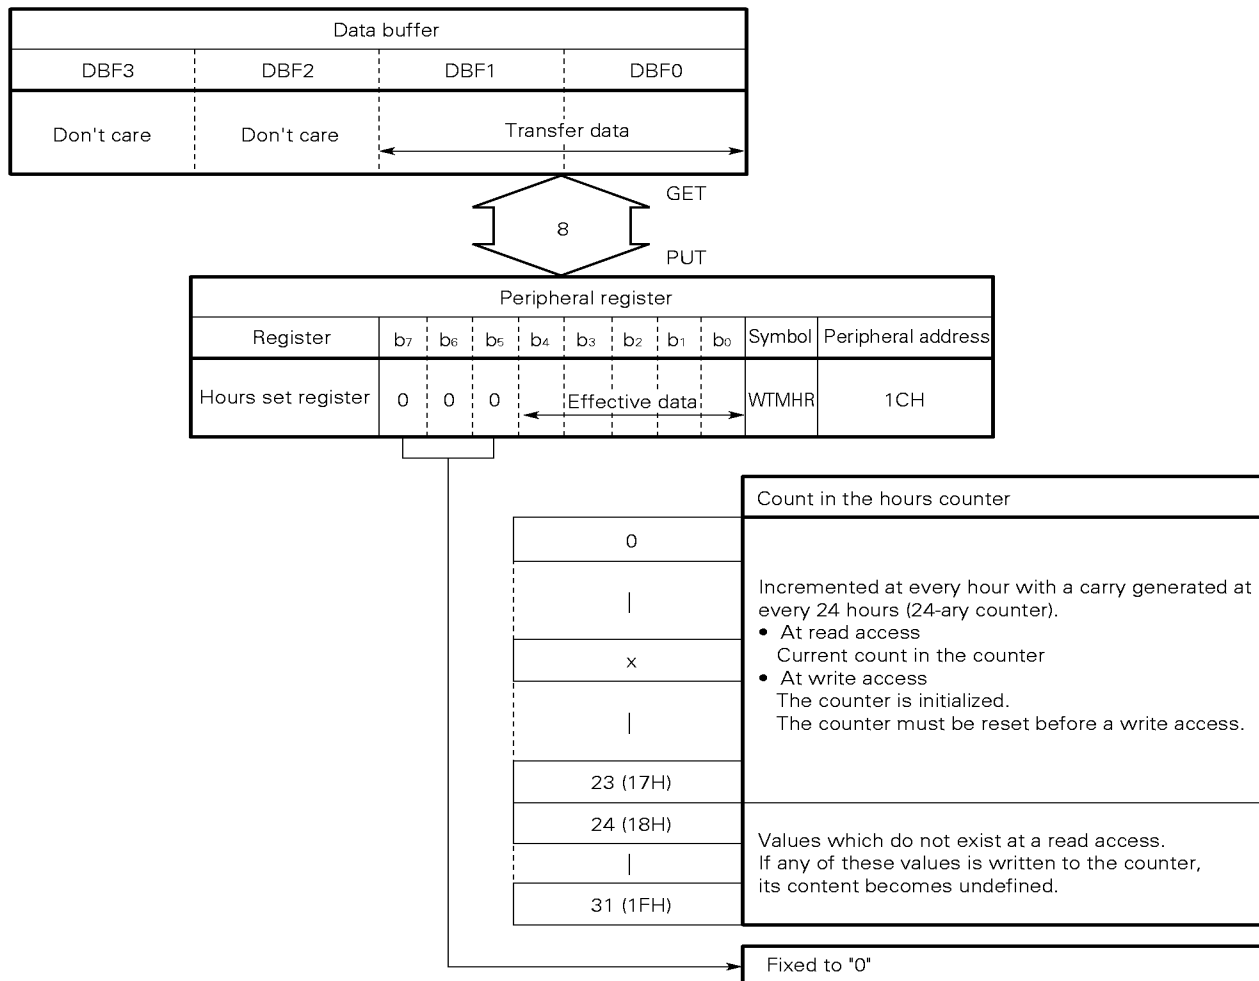 Data buffer
DBF3 DBF2 DBF1 DBF0
Don't care Don't care Transfer data
GET
8
PUT
Peripheral register
Register b7 b6 b5 b4 b3 b2 b1 b0 Symbol Peripheral address
Hours set register 0 0 0 Effective data WTMHR 1CH
Count in the hours counter
0
Incremented at every hour with a carry generated at
every 24 hours (24-ary counter).
• At read access
Current count in the counter
x
• At write access
The counter is initialized.
The counter must be reset before a write access.
23 (17H)
24 (18H)
Values which do not exist at a read access.
If any of these values is written to the counter,
its content becomes undefined.
31 (1FH)
Fixed to "0"